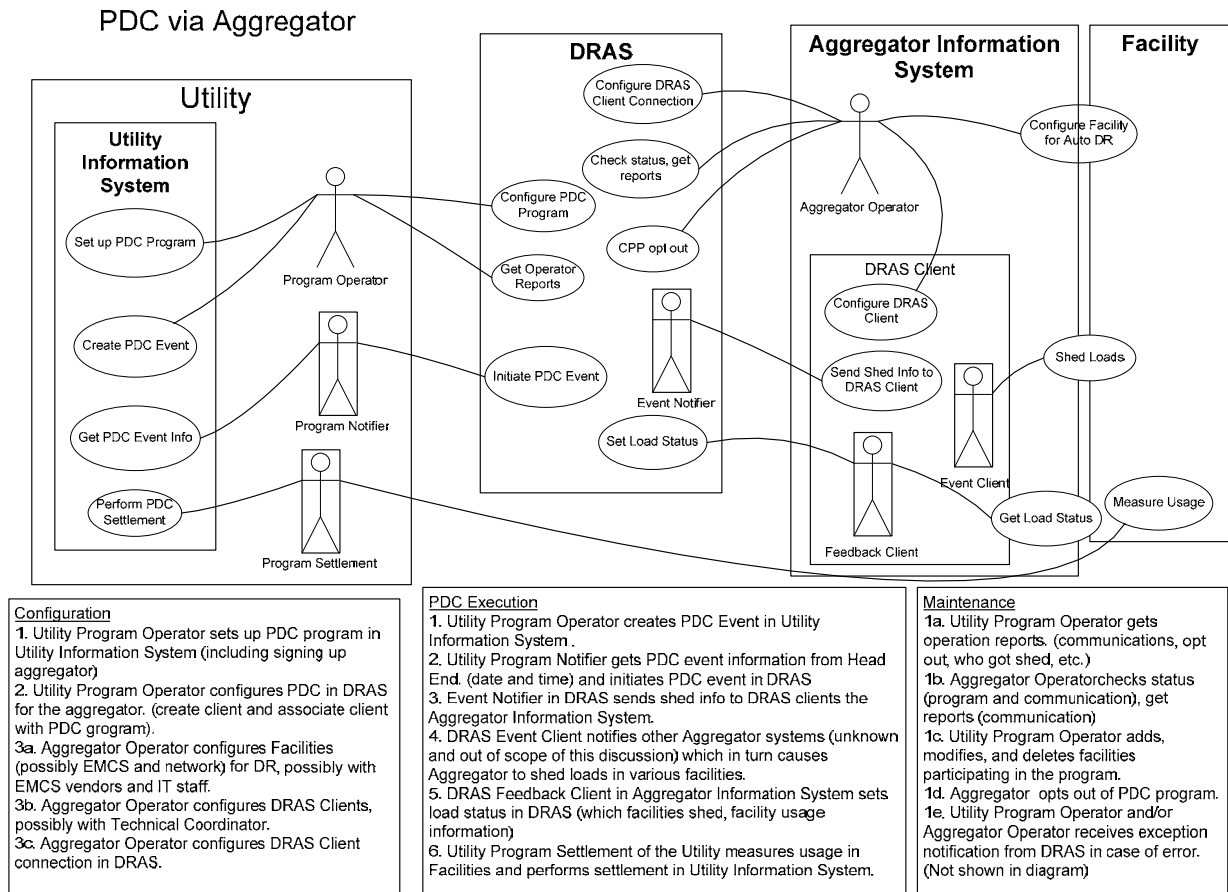 PDC via Aggregator
Utility
Utility
Information
System
Set up PDC Program
Create PDC Event
Get PDC Event Info
Perform PDC
Settlement
Program Operator
Program Notifier
Program Settlement
DRAS
Configure DRAS
Client Connection
Check status, get
reports
Configure PDC
Program
CPP opt out
Get Operator
Reports
Initiate PDC Event
Event Notifier
Set Load Status
Aggregator Information
System
Aggregator Operator
DRAS Client
Configure DRAS
Client
Send Shed Info to
DRAS Client
Event Client
Feedback Client
Get Load Status
Facility
Configure Facility
for Auto DR
Shed Loads
Measure Usage
Configuration
1. Utility Program Operator sets up PDC program in
Utility Information System (including signing up
aggregator)
2. Utility Program Operator configures PDC in DRAS
for the aggregator. (create client and associate client
with PDC grogram).
3a. Aggregator Operator configures Facilities
(possibly EMCS and network) for DR, possibly with
EMCS vendors and IT staff.
3b. Aggregator Operator configures DRAS Clients,
possibly with Technical Coordinator.
3c. Aggregator Operator configures DRAS Client
connection in DRAS.
PDC Execution
1. Utility Program Operator creates PDC Event in Utility
Information System .
2. Utility Program Notifier gets PDC event information from Head
End. (date and time) and initiates PDC event in DRAS
3. Event Notifier in DRAS sends shed info to DRAS clients the
Aggregator Information System.
4. DRAS Event Client notifies other Aggregator systems (unknown
and out of scope of this discussion) which in turn causes
Aggregator to shed loads in various facilities.
5. DRAS Feedback Client in Aggregator Information System sets
load status in DRAS (which facilities shed, facility usage
information)
6. Utility Program Settlement of the Utility measures usage in
Facilities and performs settlement in Utility Information System.
Maintenance
1a. Utility Program Operator gets
operation reports. (communications, opt
out, who got shed, etc.)
1b. Aggregator Operatorchecks status
(program and communication), get
reports (communication)
1c. Utility Program Operator adds,
modifies, and deletes facilities
participating in the program.
1d. Aggregator opts out of PDC program.
1e. Utility Program Operator and/or
Aggregator Operator receives exception
notification from DRAS in case of error.
(Not shown in diagram)